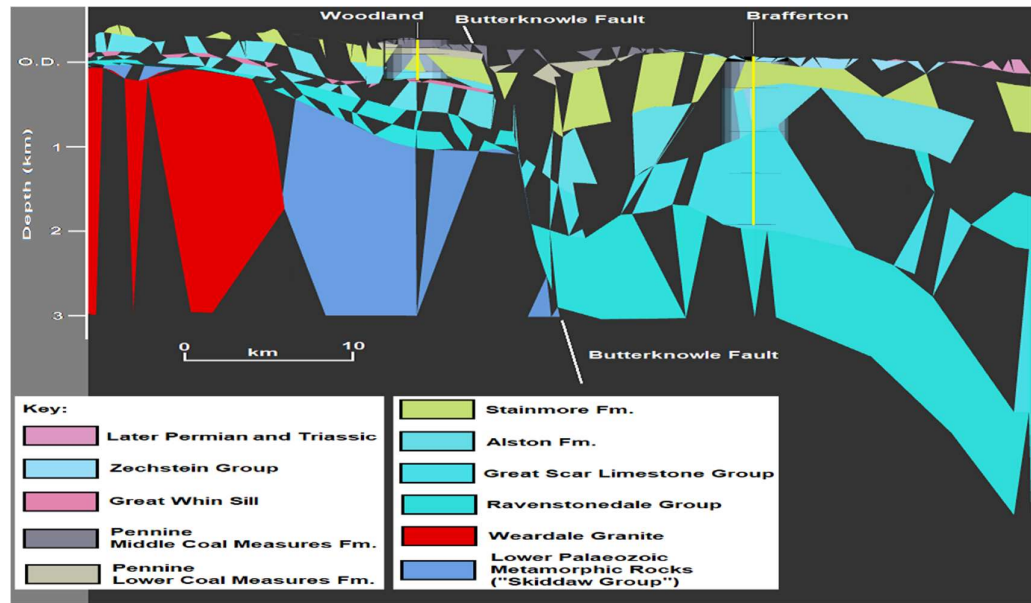 Woodland
Butterknowle Fault
Brafferton
O.D.
Depth (km)
1
2
3
0
km
10
Butterknowle Fault
Key:
Later Permian and Triassic
Zechstein Group
Great Whin Sill
Pennine
Middle Coal Measures Fm.
Pennine
Lower Coal Measures Fm.
Stainmore Fm.
Alston Fm.
Great Scar Limestone Group
Ravenstonedale Group
Weardale Granite
Lower Palaeozoic
Metamorphic Rocks
("Skiddaw Group")